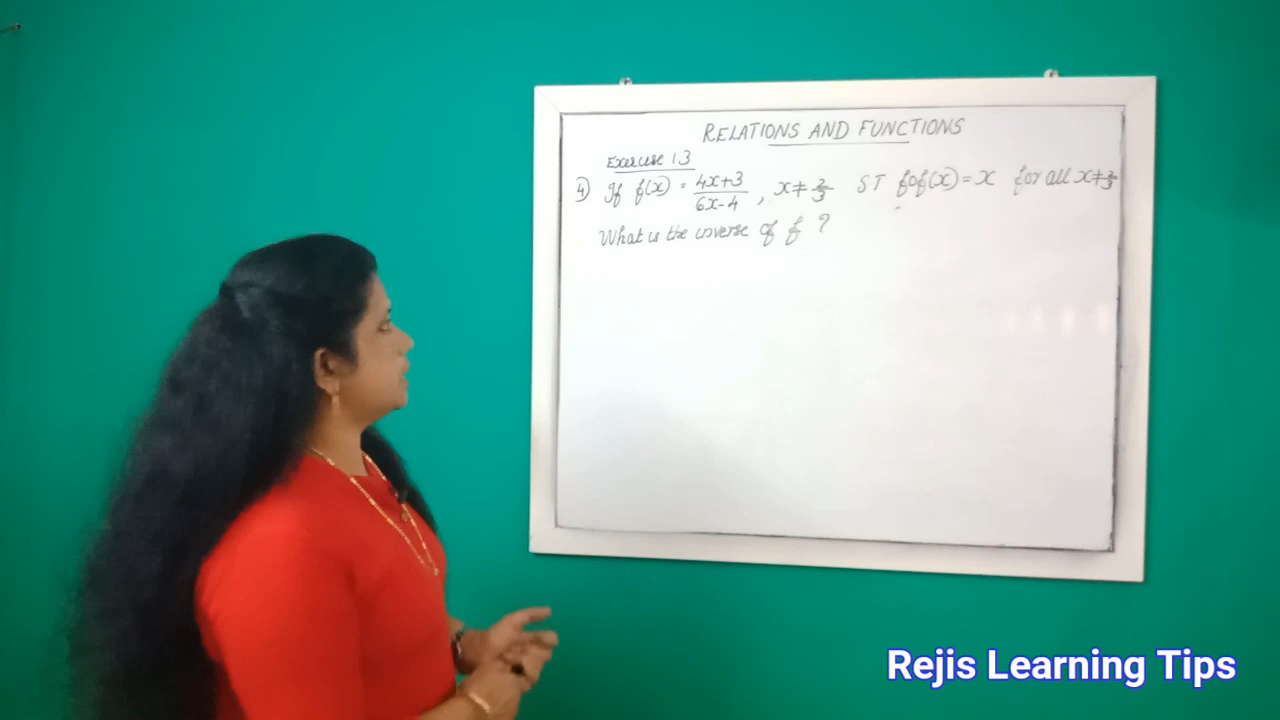 RELATIONS AND FUNCTIONS
Exercise 1.3
4) If f(x) = 4x+3/6x-4, x ≠ 2/3 ST fof(x) = x for all x ≠ 2/3
What is the inverse of f ?
Rejis Learning Tips